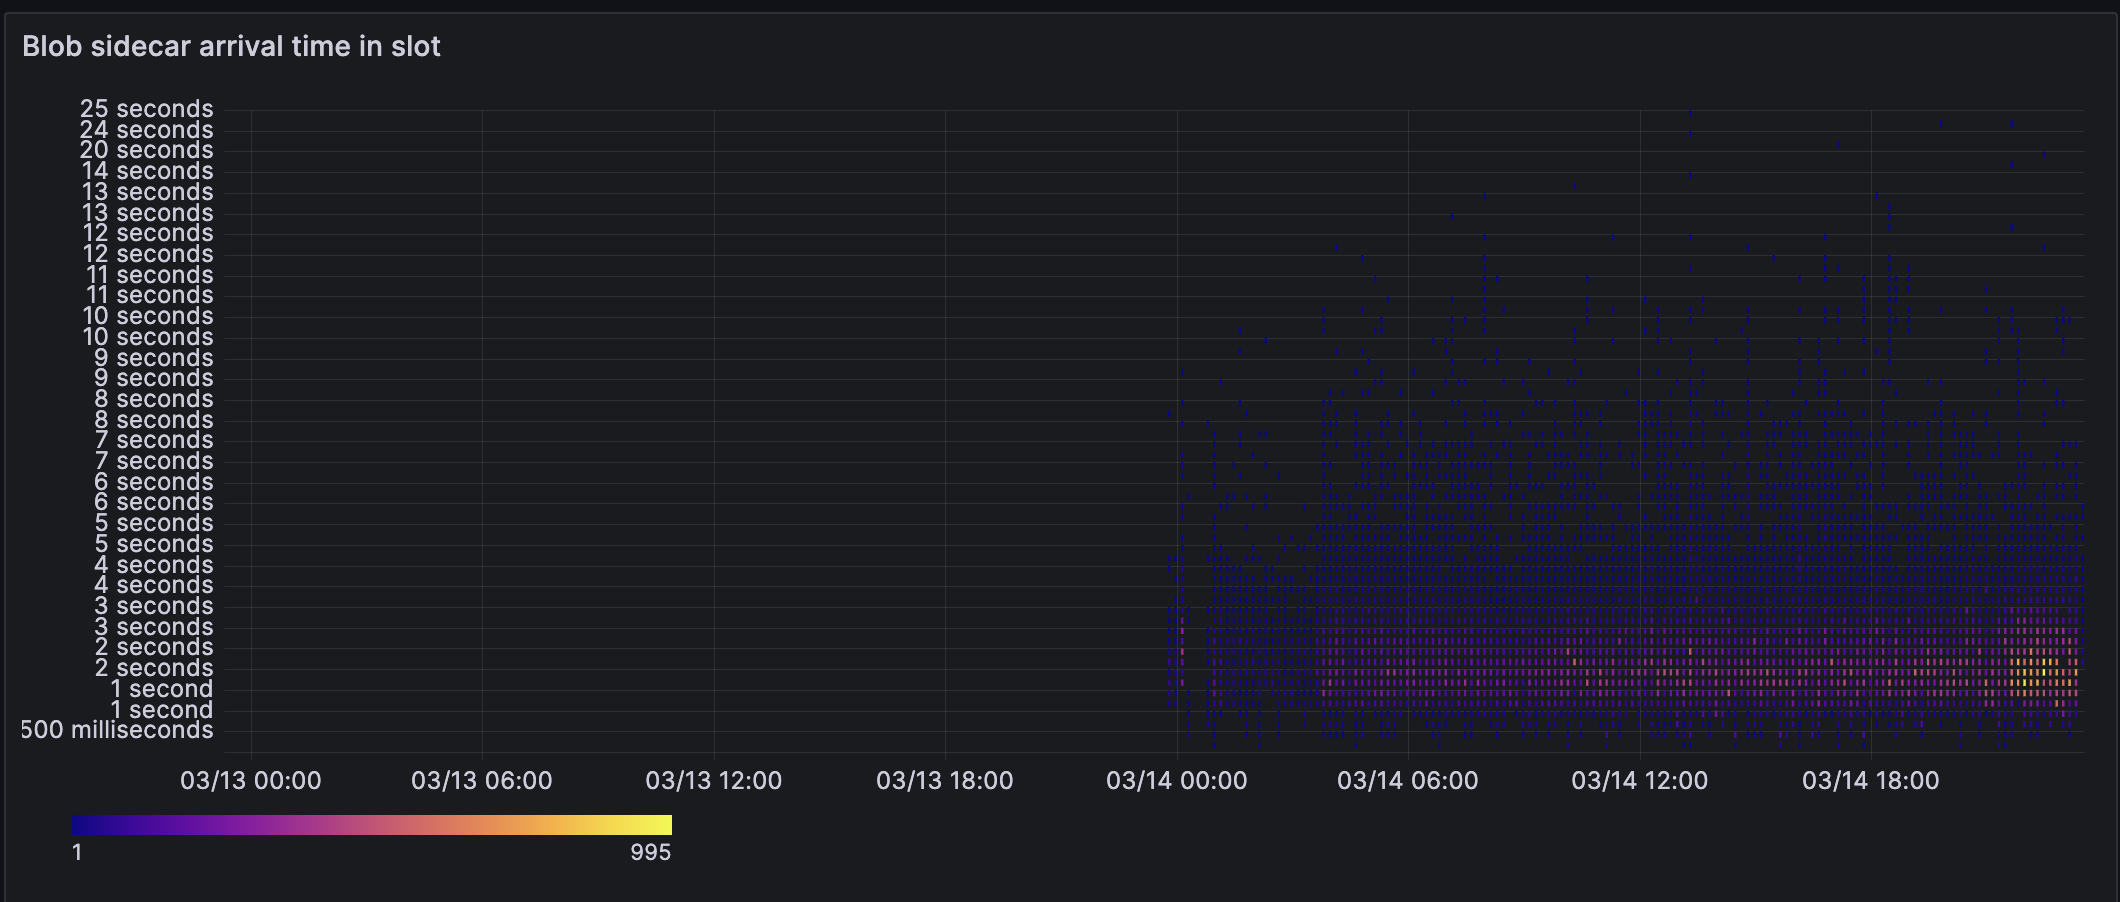 Blob sidecar arrival time in slot
25 seconds
24 seconds
20 seconds
14 seconds
13 seconds
13 seconds
12 seconds
12 seconds
11 seconds
11 seconds
10 seconds
10 seconds
9 seconds
9 seconds
8 seconds
8 seconds
7 seconds
7 seconds
6 seconds
6 seconds
5 seconds
5 seconds
4 seconds
4 seconds
3 seconds
3 seconds
2 seconds
2 seconds
1 second
1 second
500 milliseconds
03/13 00:00 03/13 06:00 03/13 12:00 03/13 18:00 03/14 00:00 03/14 06:00 03/14 12:00 03/14 18:00
1 995